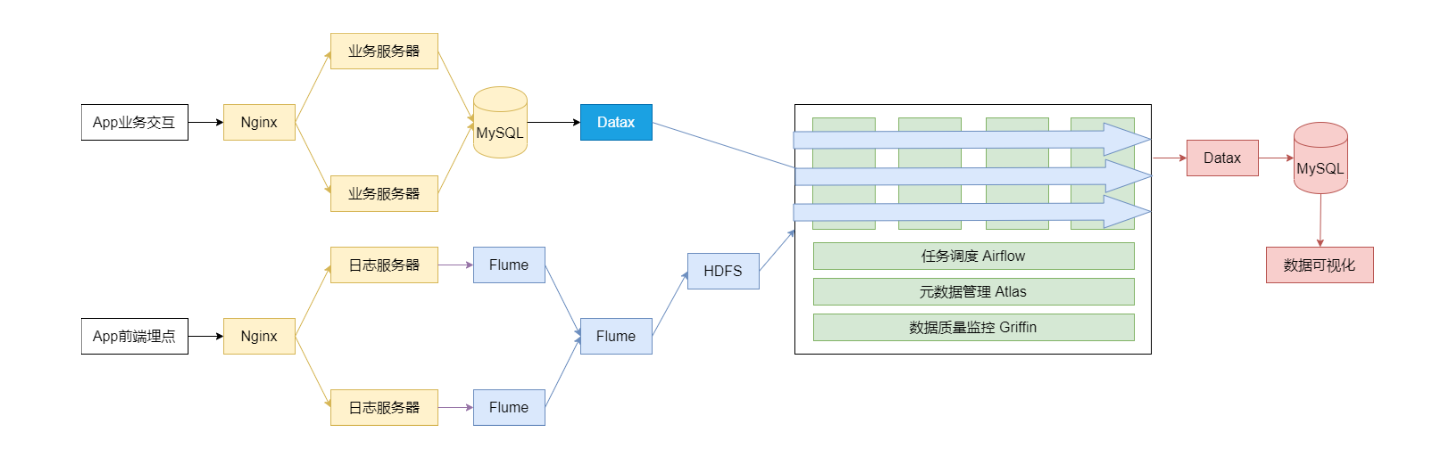 业务服务器
App业务交互
Nginx
MySQL
Datax
业务服务器
Datax
MySQL
日志服务器
Flume
HDFS
任务调度 Airflow
元数据管理 Atlas
数据质量监控 Griffin
数据可视化
App前端埋点
Nginx
Flume
日志服务器
Flume